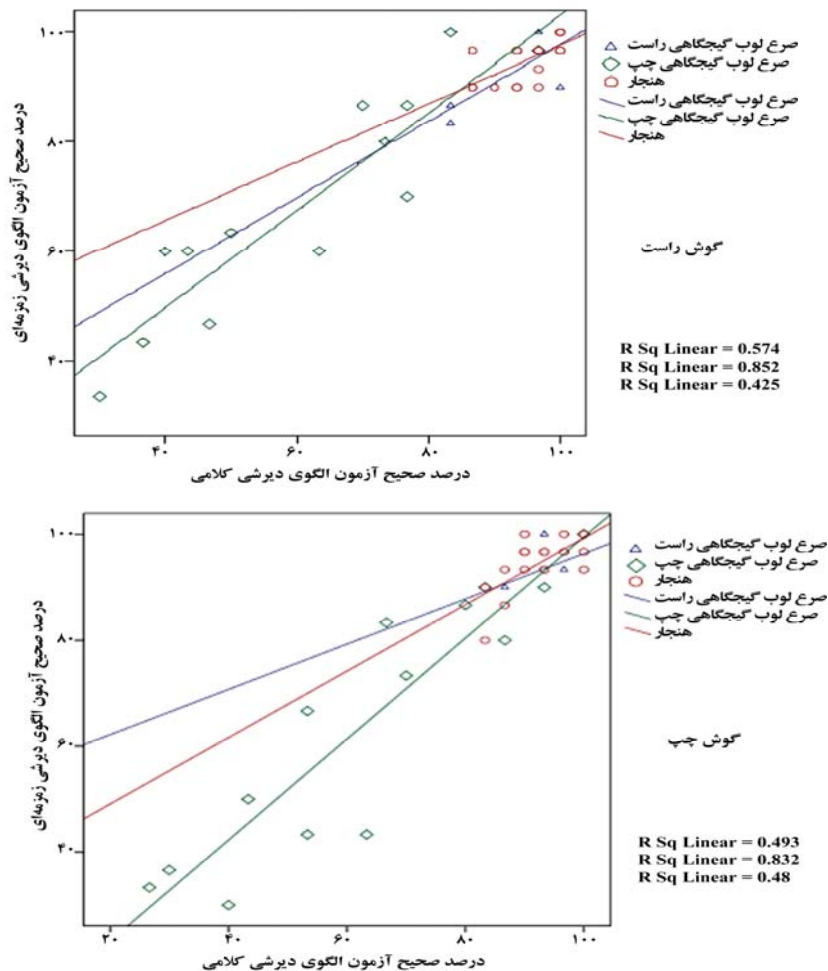 ۱۰۰
۸۰
۶۰
۴۰
درصد صحیح آزمون الگوی دیرشی زمزمه‌ای
۴۰ ۶۰ ۸۰ ۱۰۰
درصد صحیح آزمون الگوی دیرشی کلامی
صرع لوب گیجگاهی راست
صرع لوب گیجگاهی چپ
هنجار
صرع لوب گیجگاهی راست
صرع لوب گیجگاهی چپ
هنجار
گوش راست
R Sq Linear = 0.574
R Sq Linear = 0.852
R Sq Linear = 0.425
۱۰۰
۸۰
۶۰
۴۰
درصد صحیح آزمون الگوی دیرشی زمزمه‌ای
۲۰ ۴۰ ۶۰ ۸۰ ۱۰۰
درصد صحیح آزمون الگوی دیرشی کلامی
صرع لوب گیجگاهی راست
صرع لوب گیجگاهی چپ
هنجار
صرع لوب گیجگاهی راست
صرع لوب گیجگاهی چپ
هنجار
گوش چپ
R Sq Linear = 0.493
R Sq Linear = 0.832
R Sq Linear = 0.48